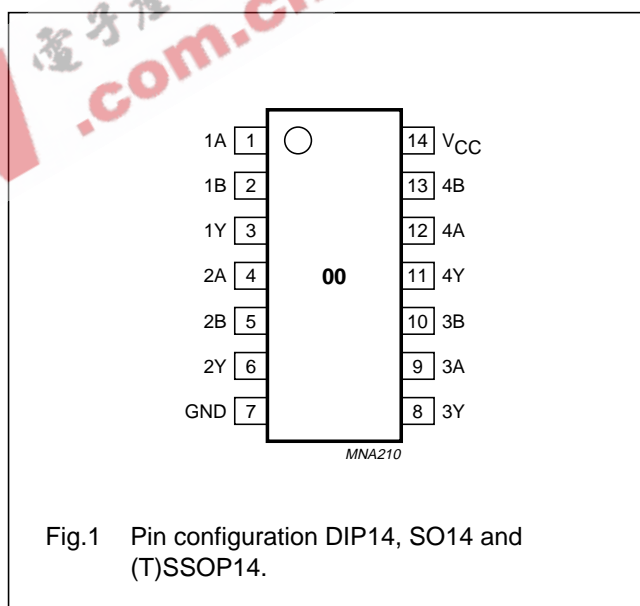 .com.cn
1A 1 14 VCC
1B 2 13 4B
1Y 3 12 4A
2A 4 00 11 4Y
2B 5 10 3B
2Y 6 9 3A
GND 7 8 3Y
MNA210
Fig.1 Pin configuration DIP14, SO14 and
(T)SSOP14.